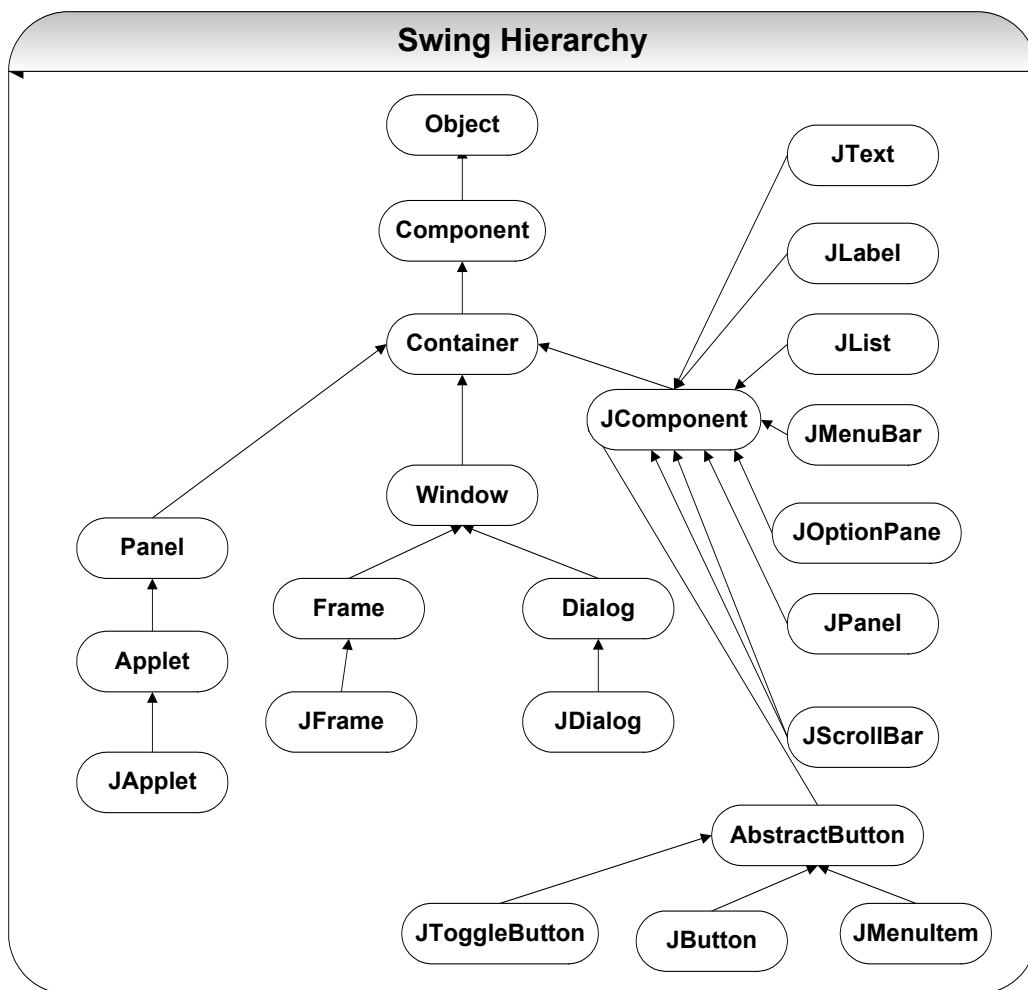 Swing Hierarchy
Object
JText
Component
JLabel
Container
JList
JComponent
JMenuBar
Window
JOptionPane
Panel
Frame
Dialog
JPanel
Applet
JFrame
JDialog
JScrollBar
JApplet
AbstractButton
JToggleButton
JButton
JMenuItem